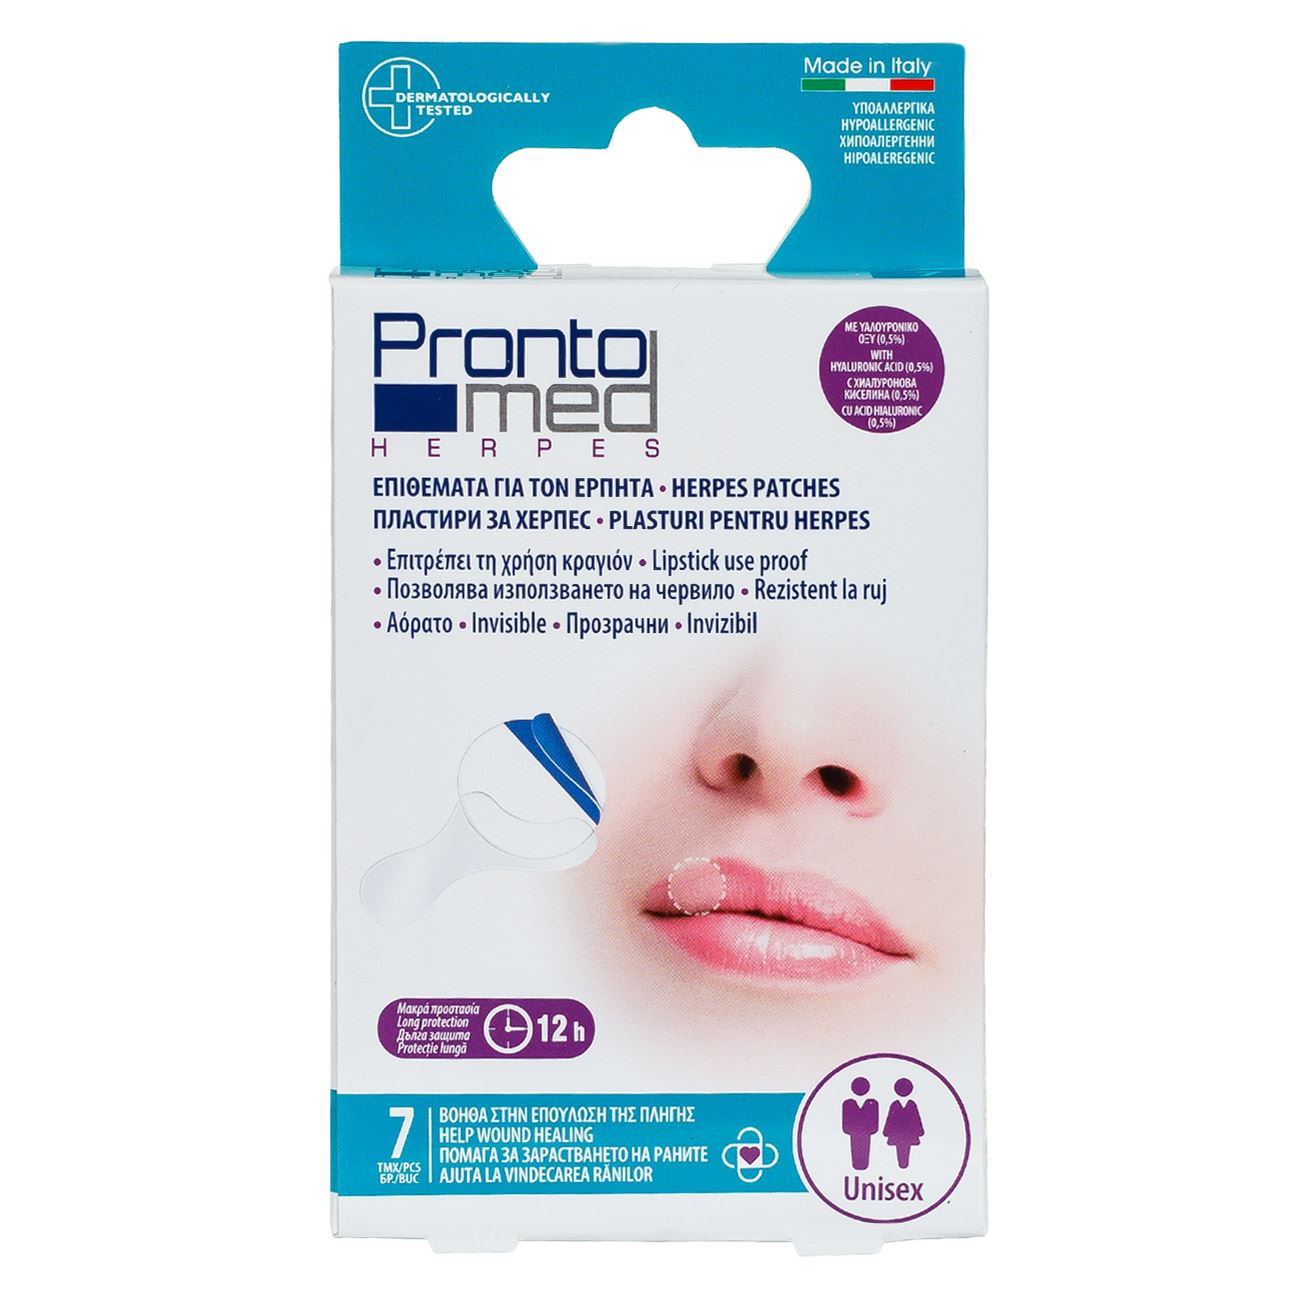 DERMATOLOGICALLY
TESTED
Made in Italy
ΥΠΟΑΛΛΕΡΓΙΚΑ
HYPOALLERGENIC
ХИПОАЛЕРГЕННИ
HIPOALEREGENIC
Pronto
med
HERPES
ΜΕ ΥΑΛΟΥΡΟΝΙΚΟ
ΟΞΥ (0,5%)
WITH
HYALURONIC ACID (0,5%)
С ХИАЛУРОНОВА
КИСЕЛИНА (0,5%)
CU ACID HIALURONIC
(0,5%)
ΕΠΙΘΕΜΑΤΑ ΓΙΑ ΤΟΝ ΕΡΠΗΤΑ • HERPES PATCHES
ПЛАСТИРИ ЗА ХЕРПЕС • PLASTURI PENTRU HERPES
• Επιτρέπει τη χρήση κραγιόν • Lipstick use proof
• Позволява използването на червило • Rezistent la ruj
• Αόρατο • Invisible • Прозрачни • Invizibil
Μακρά προστασία
Long protection
Дълга защита
Protecție lungă
12 h
7
ΤΜΧ/PCS
БР./BUC
ΒΟΗΘΑ ΣΤΗΝ ΕΠΟΥΛΩΣΗ ΤΗΣ ΠΛΗΓΗΣ
HELP WOUND HEALING
ПОМАГА ЗА ЗАРАСТВАНЕТО НА РАНИТЕ
AJUTA LA VINDECAREA RĂNILOR
Unisex